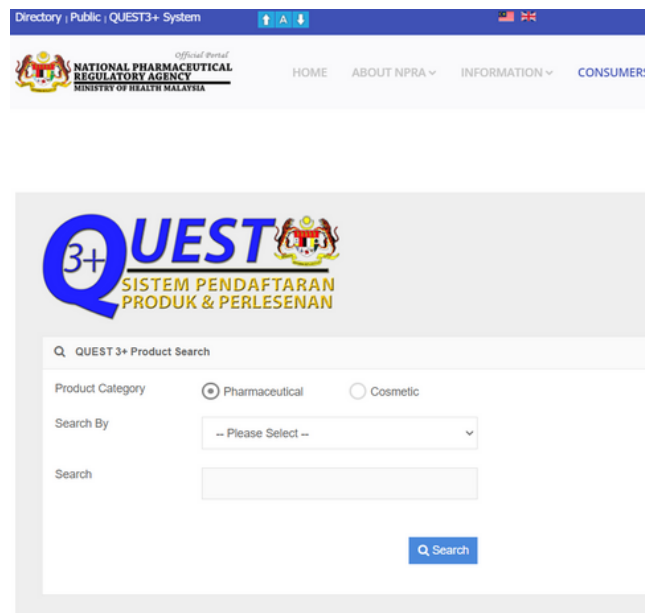 Directory | Public | QUEST3+ System
A
Official Portal
NATIONAL PHARMACEUTICAL
REGULATORY AGENCY
MINISTRY OF HEALTH MALAYSIA
HOME ABOUT NPRA INFORMATION CONSUMERS
QUEST
3+
SISTEM PENDAFTARAN
PRODUK & PERLESENAN
QUEST 3+ Product Search
Product Category Pharmaceutical Cosmetic
Search By -- Please Select --
Search
Search